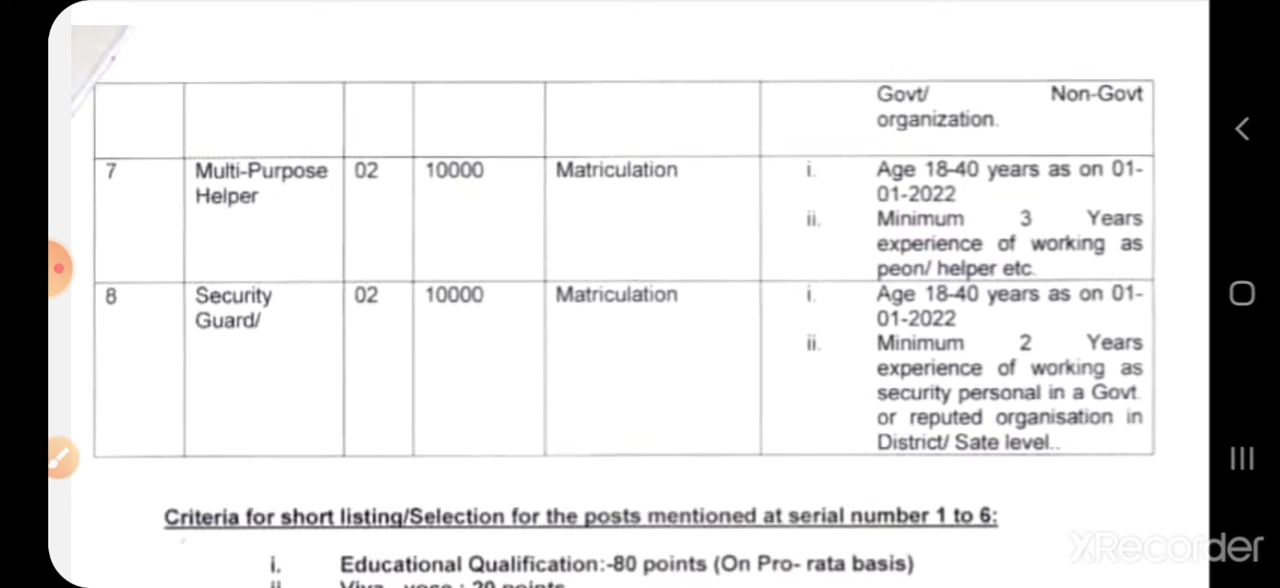 Govt/ Non-Govt
organization.
7 Multi-Purpose 02 10000 Matriculation i. Age 18-40 years as on 01-
Helper 01-2022
ii. Minimum 3 Years
experience of working as
peon/ helper etc.
8 Security 02 10000 Matriculation i. Age 18-40 years as on 01-
Guard/ 01-2022
ii. Minimum 2 Years
experience of working as
security personal in a Govt.
or reputed organisation in
District/ Sate level..
Criteria for short listing/Selection for the posts mentioned at serial number 1 to 6:
i. Educational Qualification:-80 points (On Pro- rata basis)
XRecorder